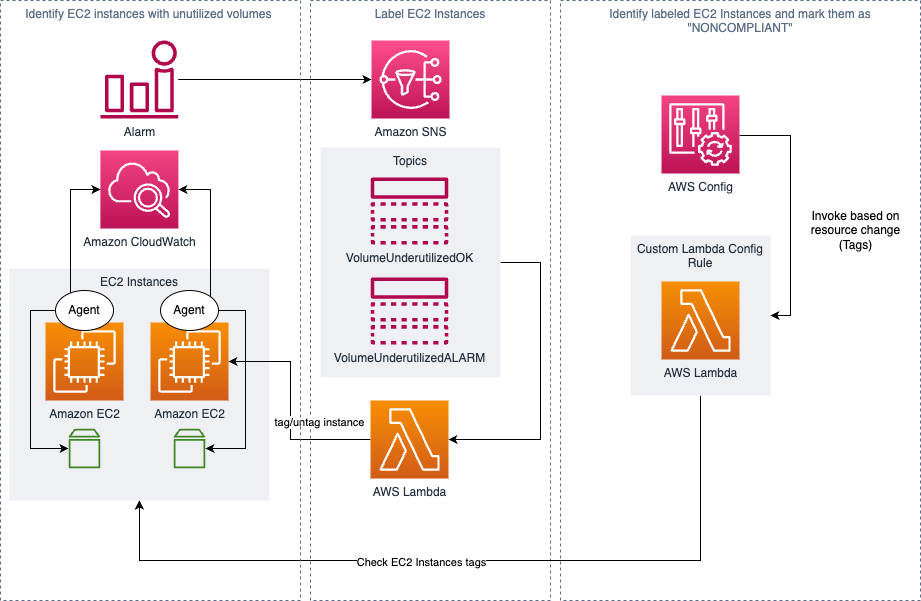 Identify EC2 instances with unutilized volumes
Alarm
Amazon CloudWatch
EC2 Instances
Agent
Agent
Amazon EC2
Amazon EC2
Label EC2 Instances
Amazon SNS
Topics
VolumeUnderutilizedOK
VolumeUnderutilizedALARM
tag/untag instance
AWS Lambda
Identify labeled EC2 Instances and mark them as
"NONCOMPLIANT"
AWS Config
Invoke based on
resource change
(Tags)
Custom Lambda Config
Rule
AWS Lambda
Check EC2 Instances tags